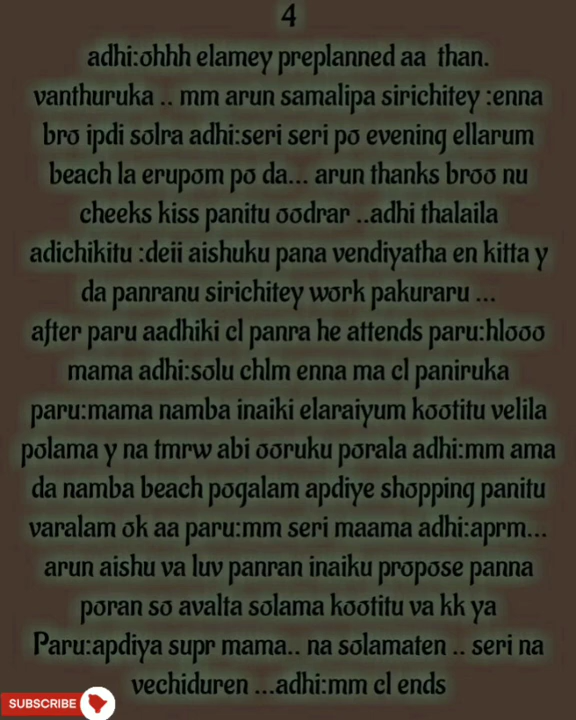 4
adhi:ohhh elamey preplanned aa than.
vanthuruka .. mm arun samalipa sirichitey :enna
bro ipdi solra adhi:seri seri po evening ellarum
beach la erupom po da... arun thanks broo nu
cheeks kiss panitu oodrar ..adhi thalaila
adichikitu :deii aishuku pana vendiyatha en kitta y
da panranu sirichitey work pakuraru ...
after paru aadhiki cl panra he attends paru:hlooo
mama adhi:solu chlm enna ma cl paniruka
paru:mama namba inaiki elaraiyum kootitu velila
polama y na tmrw abi ooruku porala adhi:mm ama
da namba beach pogalam apdiye shopping panitu
varalam ok aa paru:mm seri maama adhi:aprm...
arun aishu va luv panran inaiku propose panna
poran so avalta solama kootitu va kk ya
Paru:apdiya supr mama.. na solamaten .. seri na
vechiduren ...adhi:mm cl ends
SUBSCRIBE